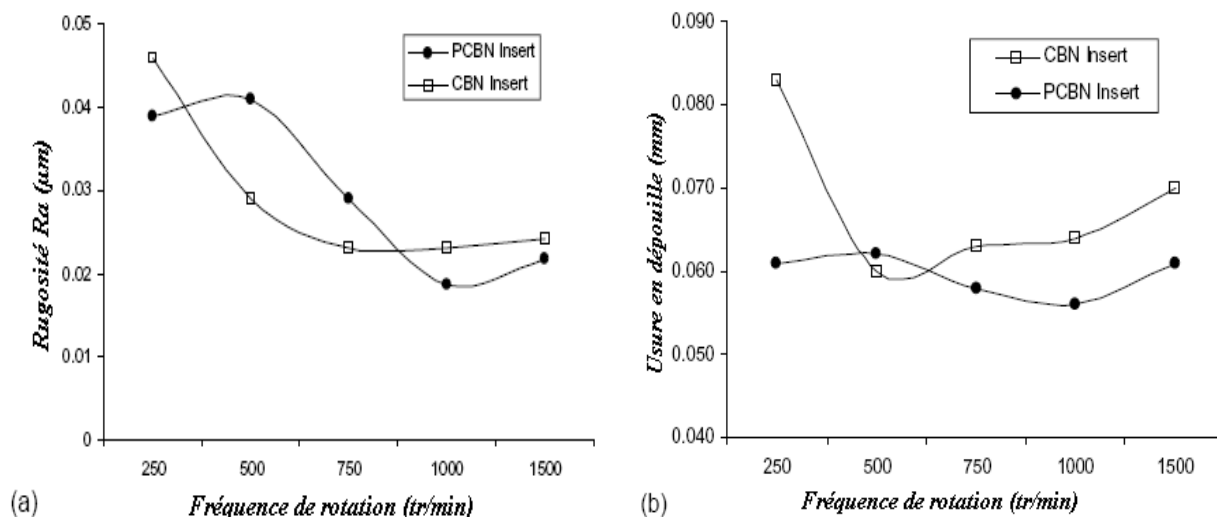 0.05
0.04
0.03
0.02
0.01
0
Rugosité Ra (µm)
PCBN Insert
CBN Insert
250 500 750 1000 1500
Fréquence de rotation (tr/min)
(a)
0.090
0.080
0.070
0.060
0.050
0.040
Usure en dépouille (mm)
CBN Insert
PCBN Insert
250 500 750 1000 1500
Fréquence de rotation (tr/min)
(b)